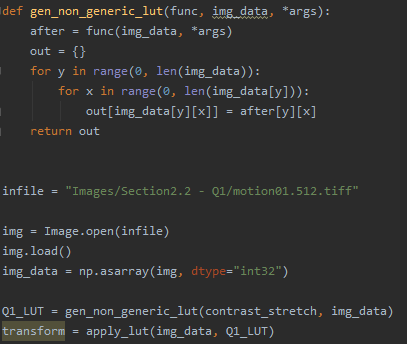 def gen_non_generic_lut(func, img_data, *args):
    after = func(img_data, *args)
    out = {}
    for y in range(0, len(img_data)):
        for x in range(0, len(img_data[y])):
            out[img_data[y][x]] = after[y][x]
    return out
infile = "Images/Section2.2 - Q1/motion01.512.tiff"
img = Image.open(infile)
img.load()
img_data = np.asarray(img, dtype="int32")
Q1_LUT = gen_non_generic_lut(contrast_stretch, img_data)
transform = apply_lut(img_data, Q1_LUT)